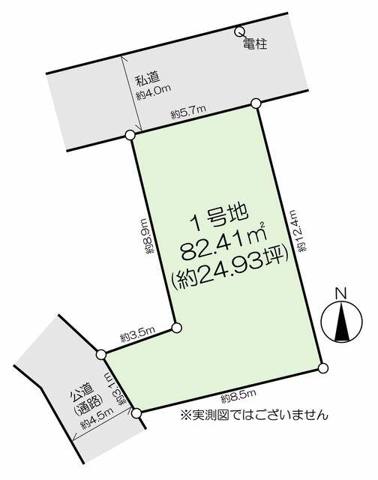 電柱
私道
約4.0m
約5.7m
約8.9m
1号地
82.41㎡
(約24.93坪)
約12.4m
N
約3.5m
公道
(通路)
約4.5m
約3.1m
約8.5m
※実測図ではございません